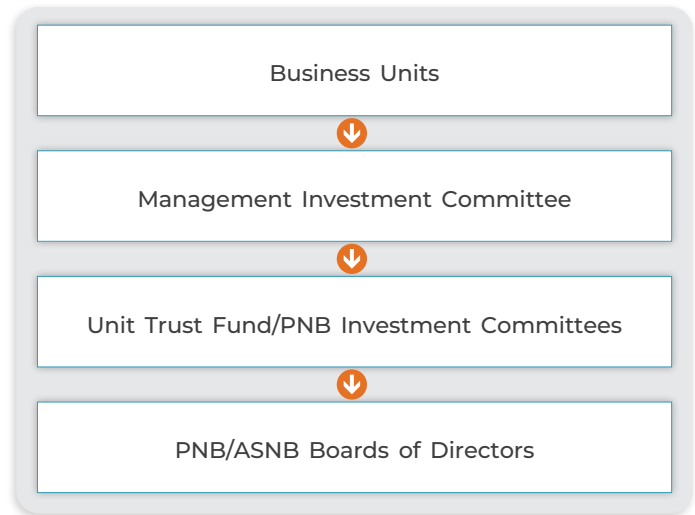 Business Units
Management Investment Committee
Unit Trust Fund/PNB Investment Committees
PNB/ASNB Boards of Directors